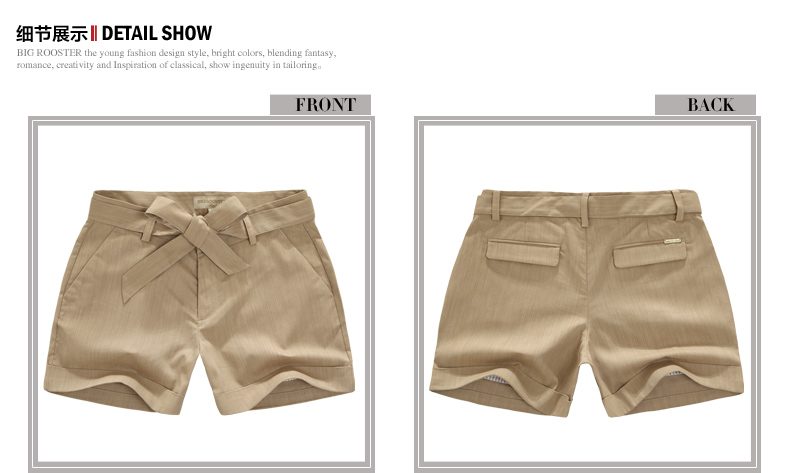 细节展示 DETAIL SHOW
BIG ROOSTER the young fashion design style, bright colors, blending fantasy,
romance, creativity and Inspiration of classical, show ingenuity in tailoring。
FRONT
BACK